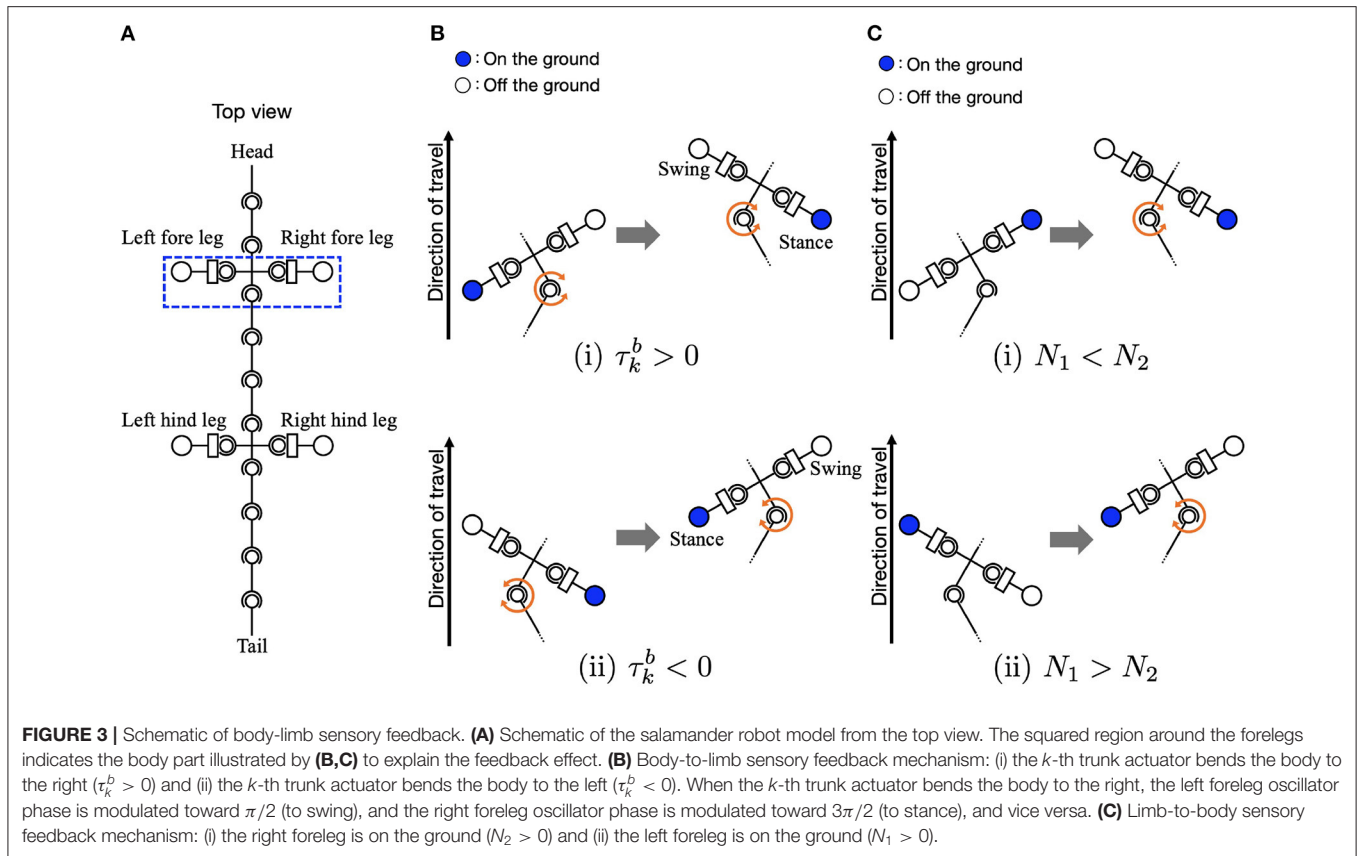 A
Top view
Head
Left fore leg
Right fore leg
Left hind leg
Right hind leg
Tail
B
: On the ground
: Off the ground
Direction of travel
Swing
Stance
(i) τ_k^b > 0
Direction of travel
Swing
Stance
(ii) τ_k^b < 0
C
: On the ground
: Off the ground
Direction of travel
(i) N₁ < N₂
Direction of travel
(ii) N₁ > N₂
FIGURE 3 | Schematic of body-limb sensory feedback. (A) Schematic of the salamander robot model from the top view. The squared region around the forelegs
indicates the body part illustrated by (B,C) to explain the feedback effect. (B) Body-to-limb sensory feedback mechanism: (i) the k-th trunk actuator bends the body to
the right (τ_k^b > 0) and (ii) the k-th trunk actuator bends the body to the left (τ_k^b < 0). When the k-th trunk actuator bends the body to the right, the left foreleg oscillator
phase is modulated toward π/2 (to swing), and the right foreleg oscillator phase is modulated toward 3π/2 (to stance), and vice versa. (C) Limb-to-body sensory
feedback mechanism: (i) the right foreleg is on the ground (N₂ > 0) and (ii) the left foreleg is on the ground (N₁ > 0).